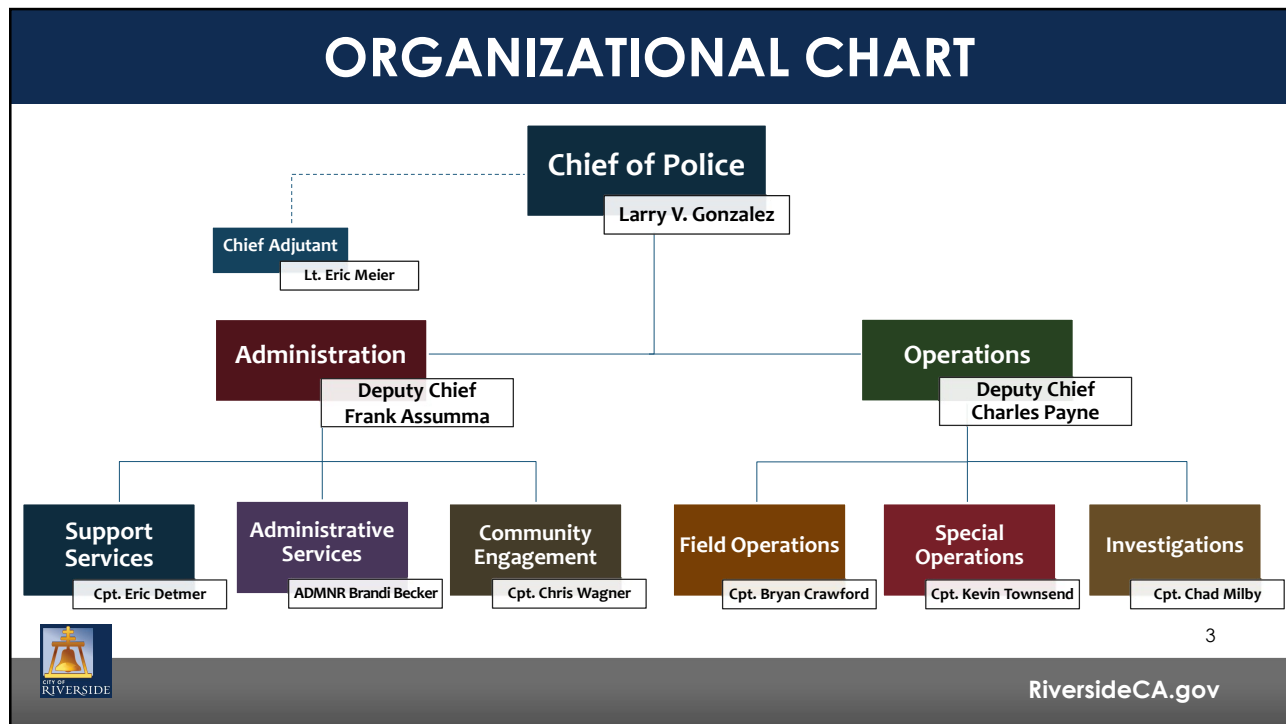 ORGANIZATIONAL CHART
Chief of Police
Larry V. Gonzalez
Chief Adjutant
Lt. Eric Meier
Administration
Deputy Chief
Frank Assumma
Operations
Deputy Chief
Charles Payne
Support
Services
Cpt. Eric Detmer
Administrative
Services
ADMNR Brandi Becker
Community
Engagement
Cpt. Chris Wagner
Field Operations
Cpt. Bryan Crawford
Special
Operations
Cpt. Kevin Townsend
Investigations
Cpt. Chad Milby
3
CITY OF
RIVERSIDE
RiversideCA.gov